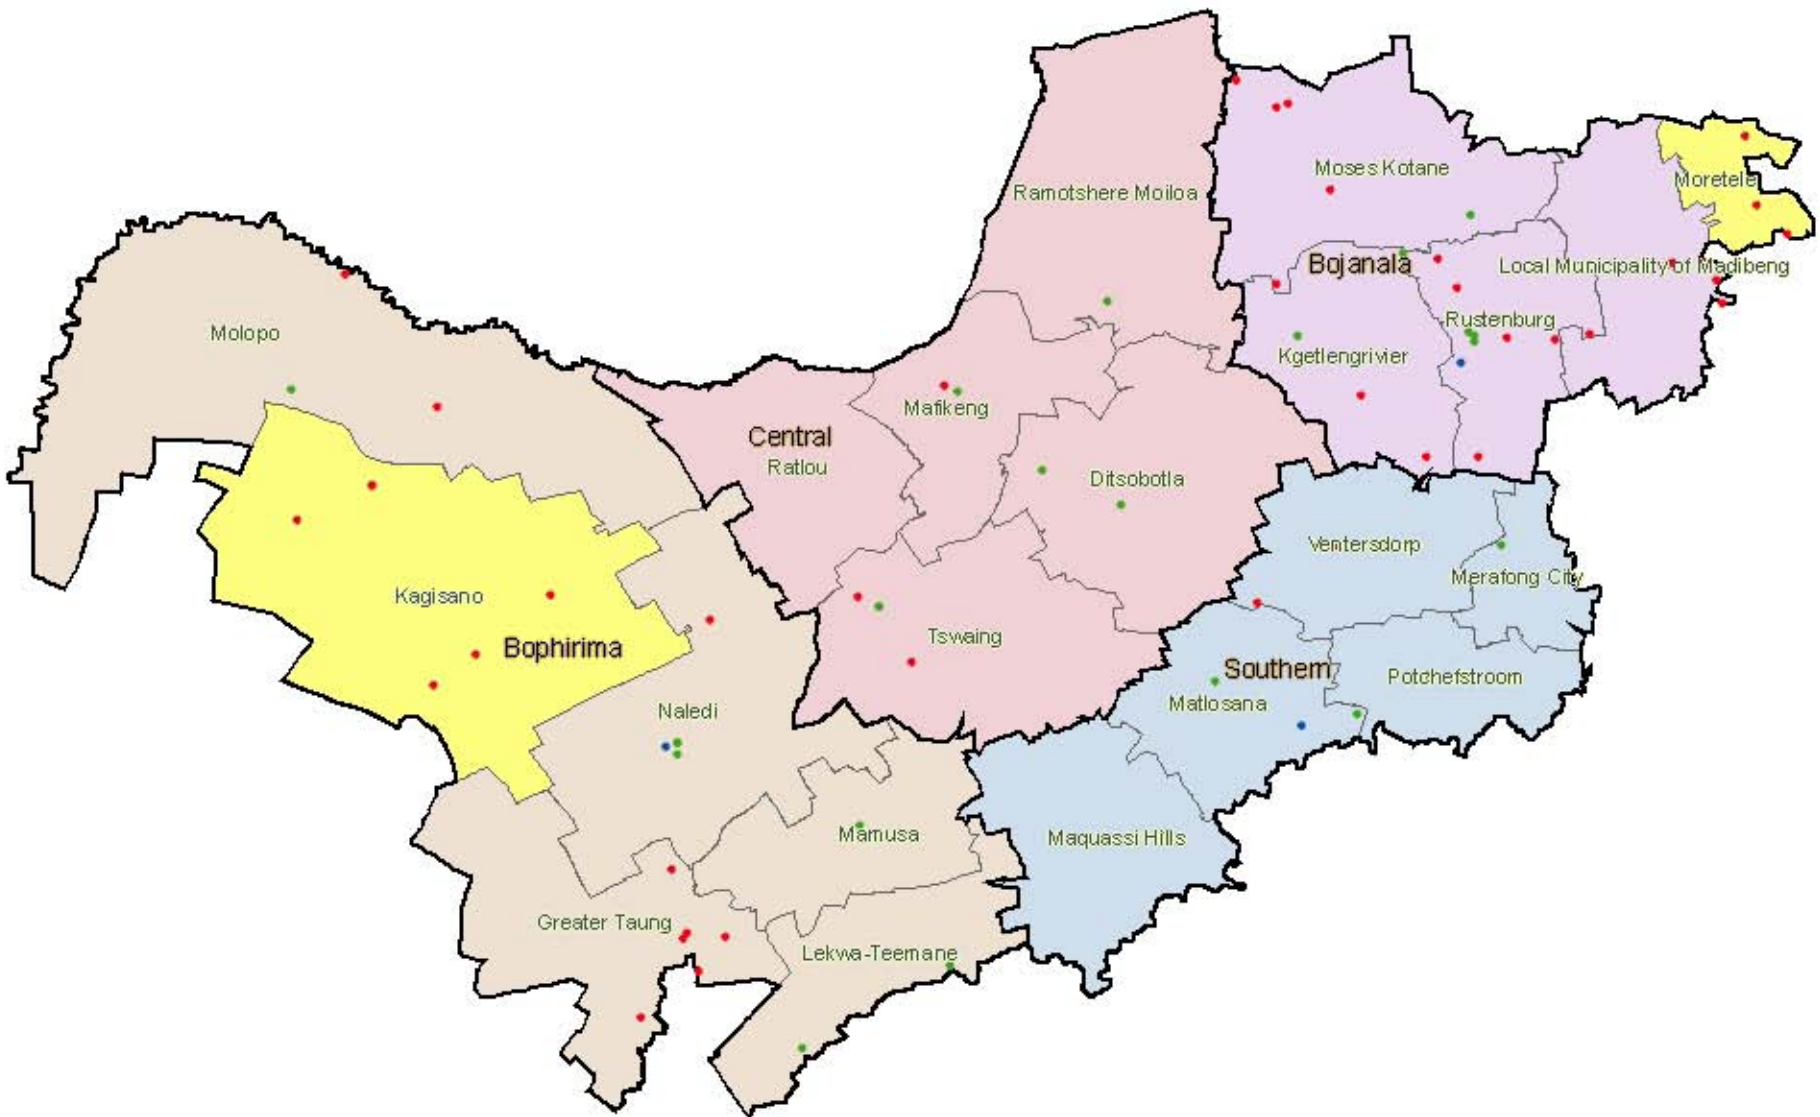 Moses Kotane
Moretele
Ramotshere Moiloa
Bojanala
Local Municipality of Madibeng
Rustenburg
Molopo
Kgetlengrivier
Mafikeng
Central
Ratlou
Ditsobotla
Ventersdorp
Merafong City
Kagisano
Tswaing
Bophirima
Southern
Potchefstroom
Matlosana
Naledi
Mamusa
Maquassi Hills
Greater Taung
Lekwa-Teemane